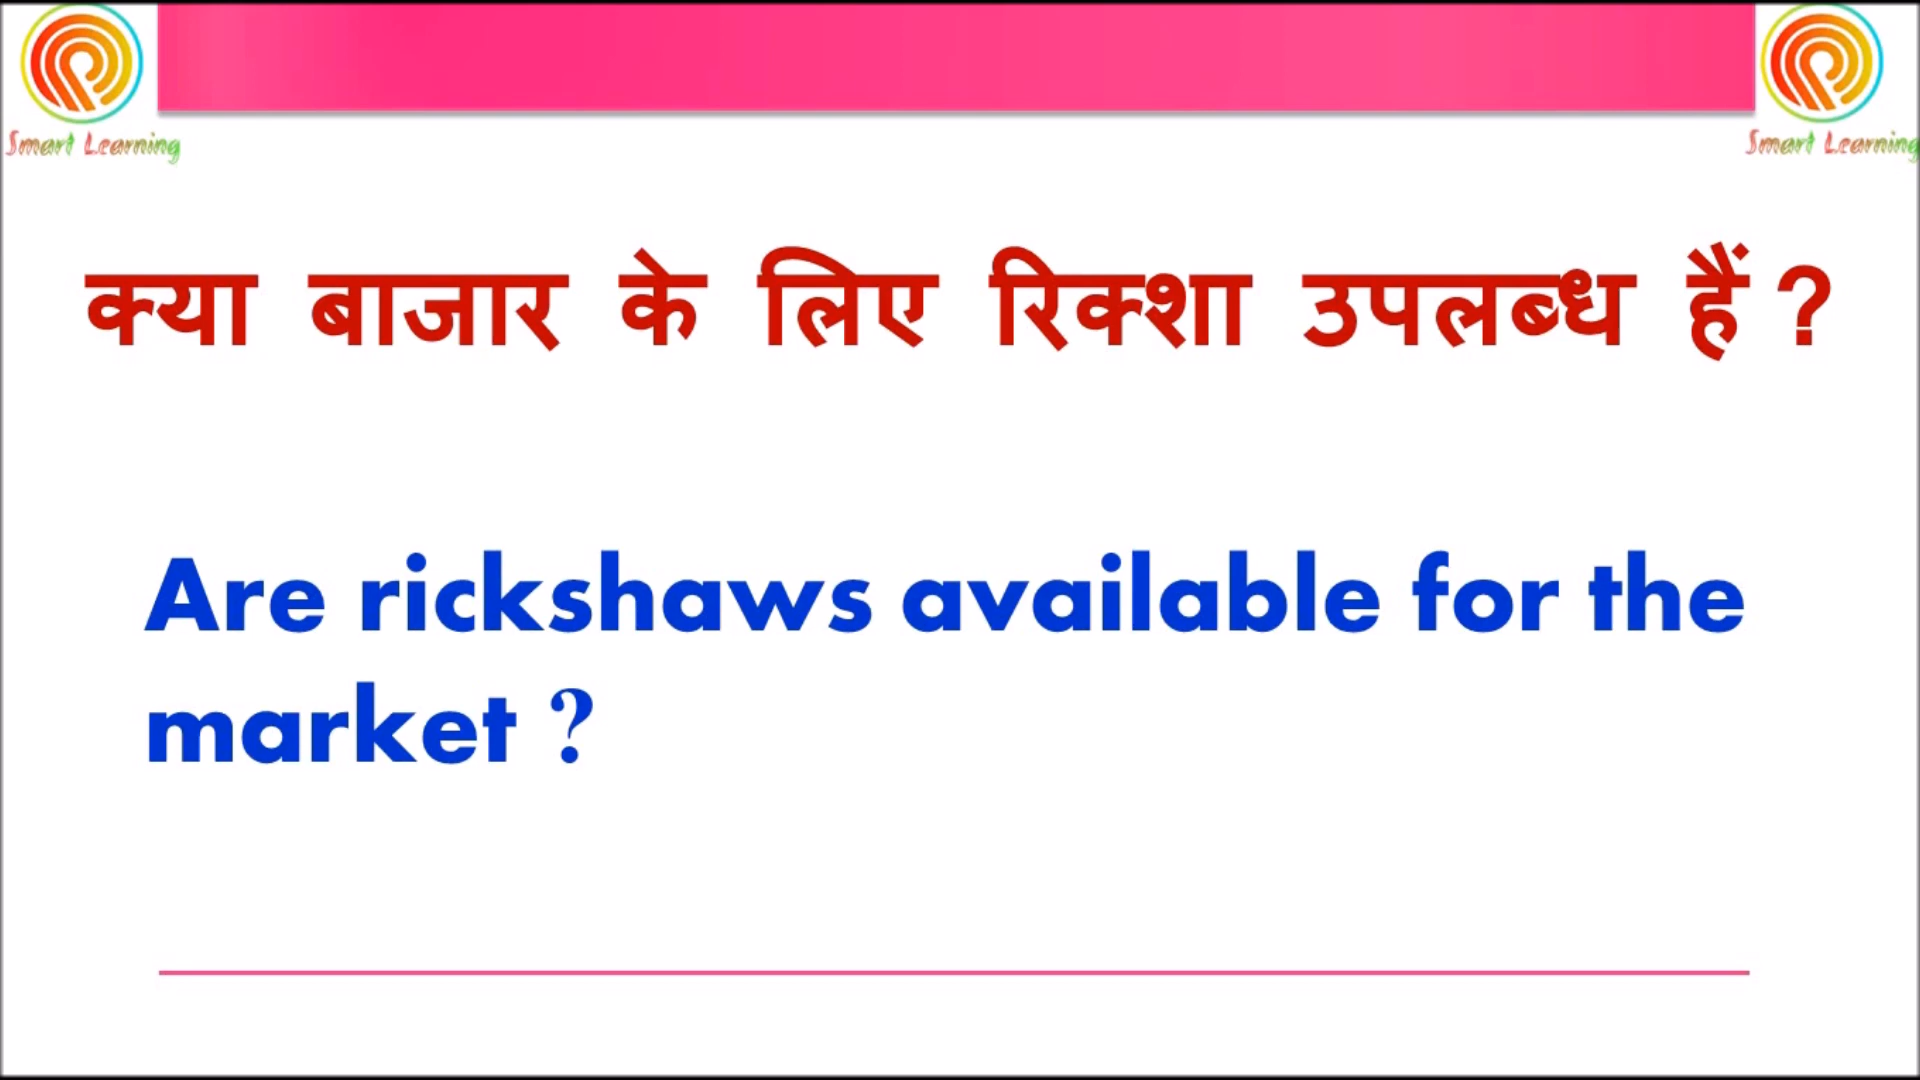 Smart Learning
Smart Learning
क्या बाजार के लिए रिक्शा उपलब्ध हैं ?
Are rickshaws available for the
market ?